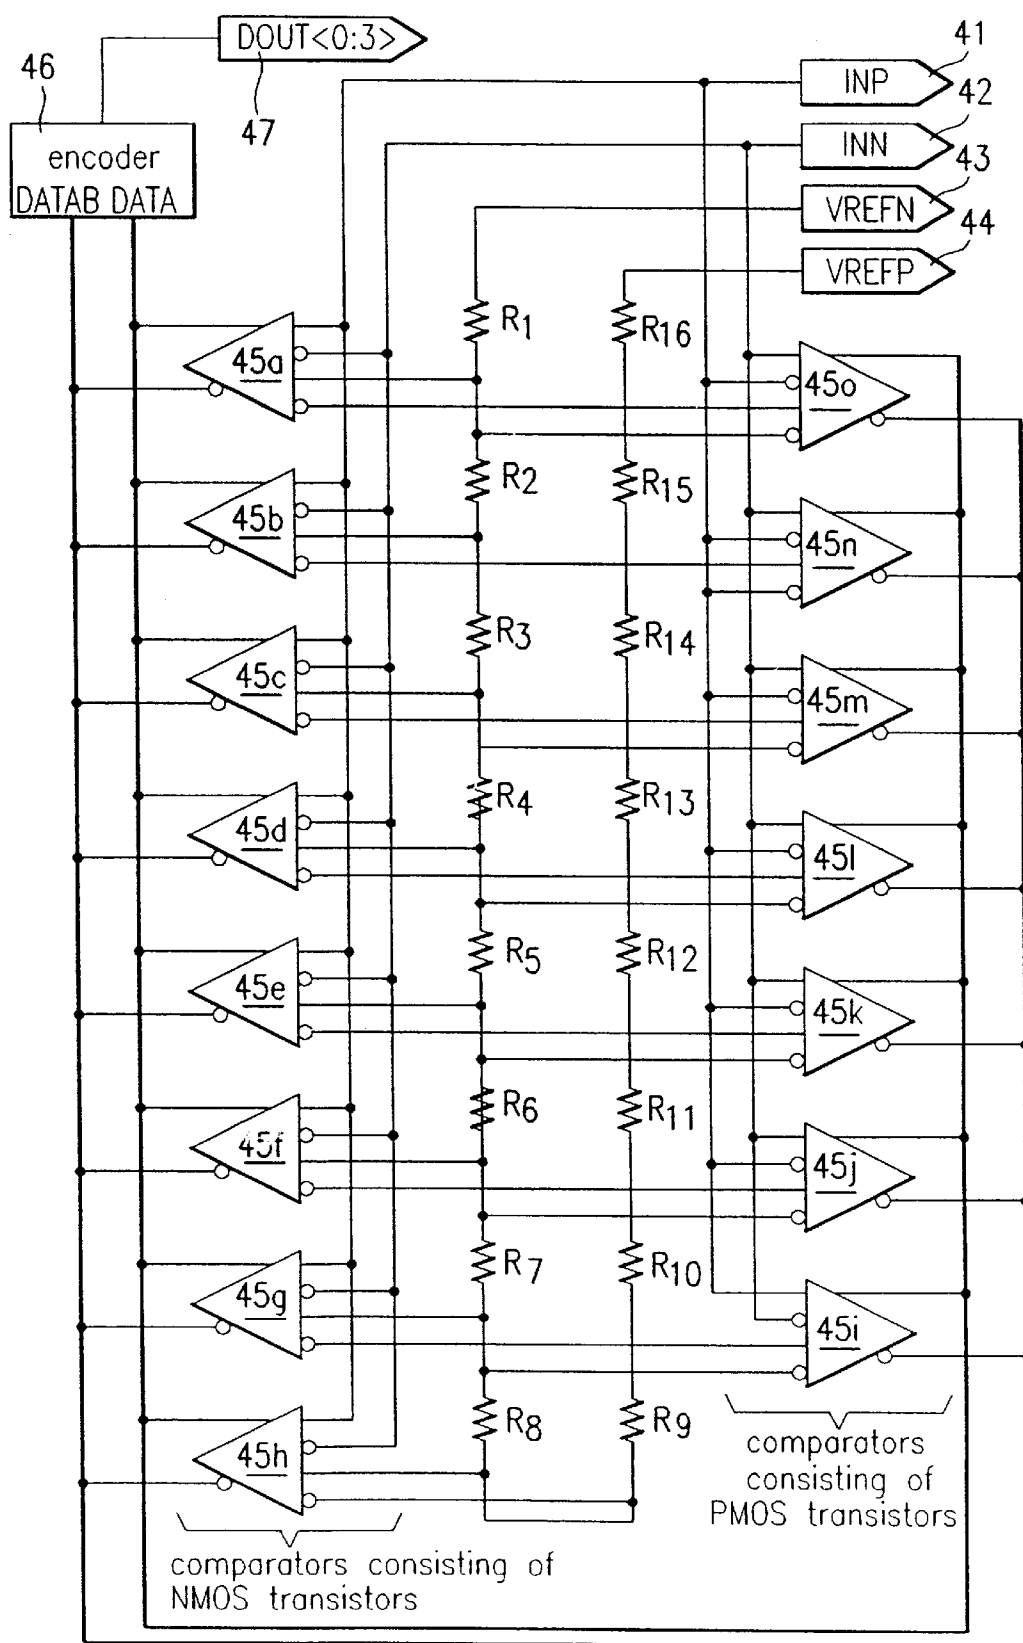 DOUT<0:3>
41
46
INP
42
47
encoder
INN
DATAB DATA
43
VREFN
44
VREFP
R1
R16
45a
45o
R2
R15
45b
45n
R3
R14
45c
45m
R4
R13
45d
45l
R5
R12
45e
45k
R6
R11
45f
45j
R7
R10
45g
45i
R8
R9
45h
comparators
consisting of
PMOS transistors
comparators consisting of
NMOS transistors